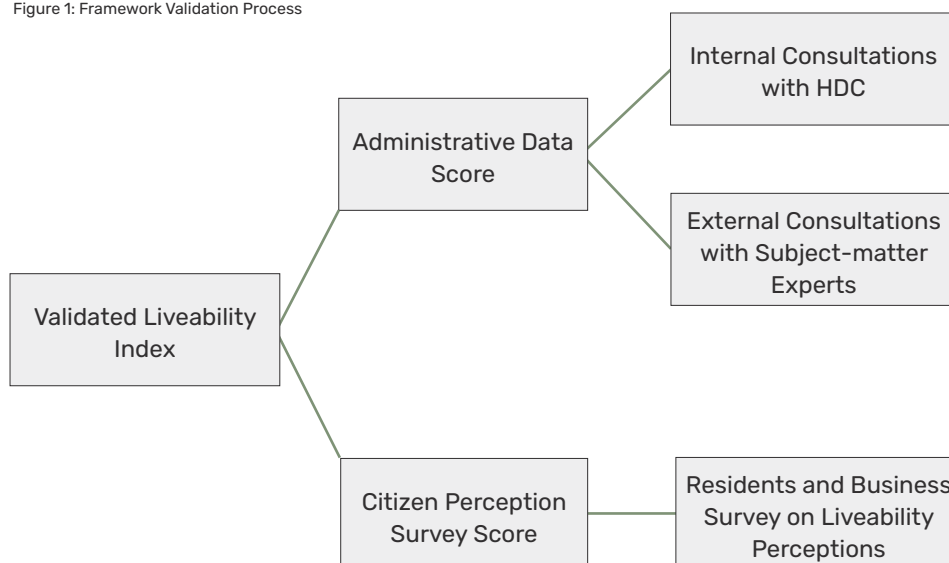 Figure 1: Framework Validation Process
Internal Consultations
with HDC
Administrative Data
Score
External Consultations
with Subject-matter
Experts
Validated Liveability
Index
Citizen Perception
Survey Score
Residents and Business
Survey on Liveability
Perceptions